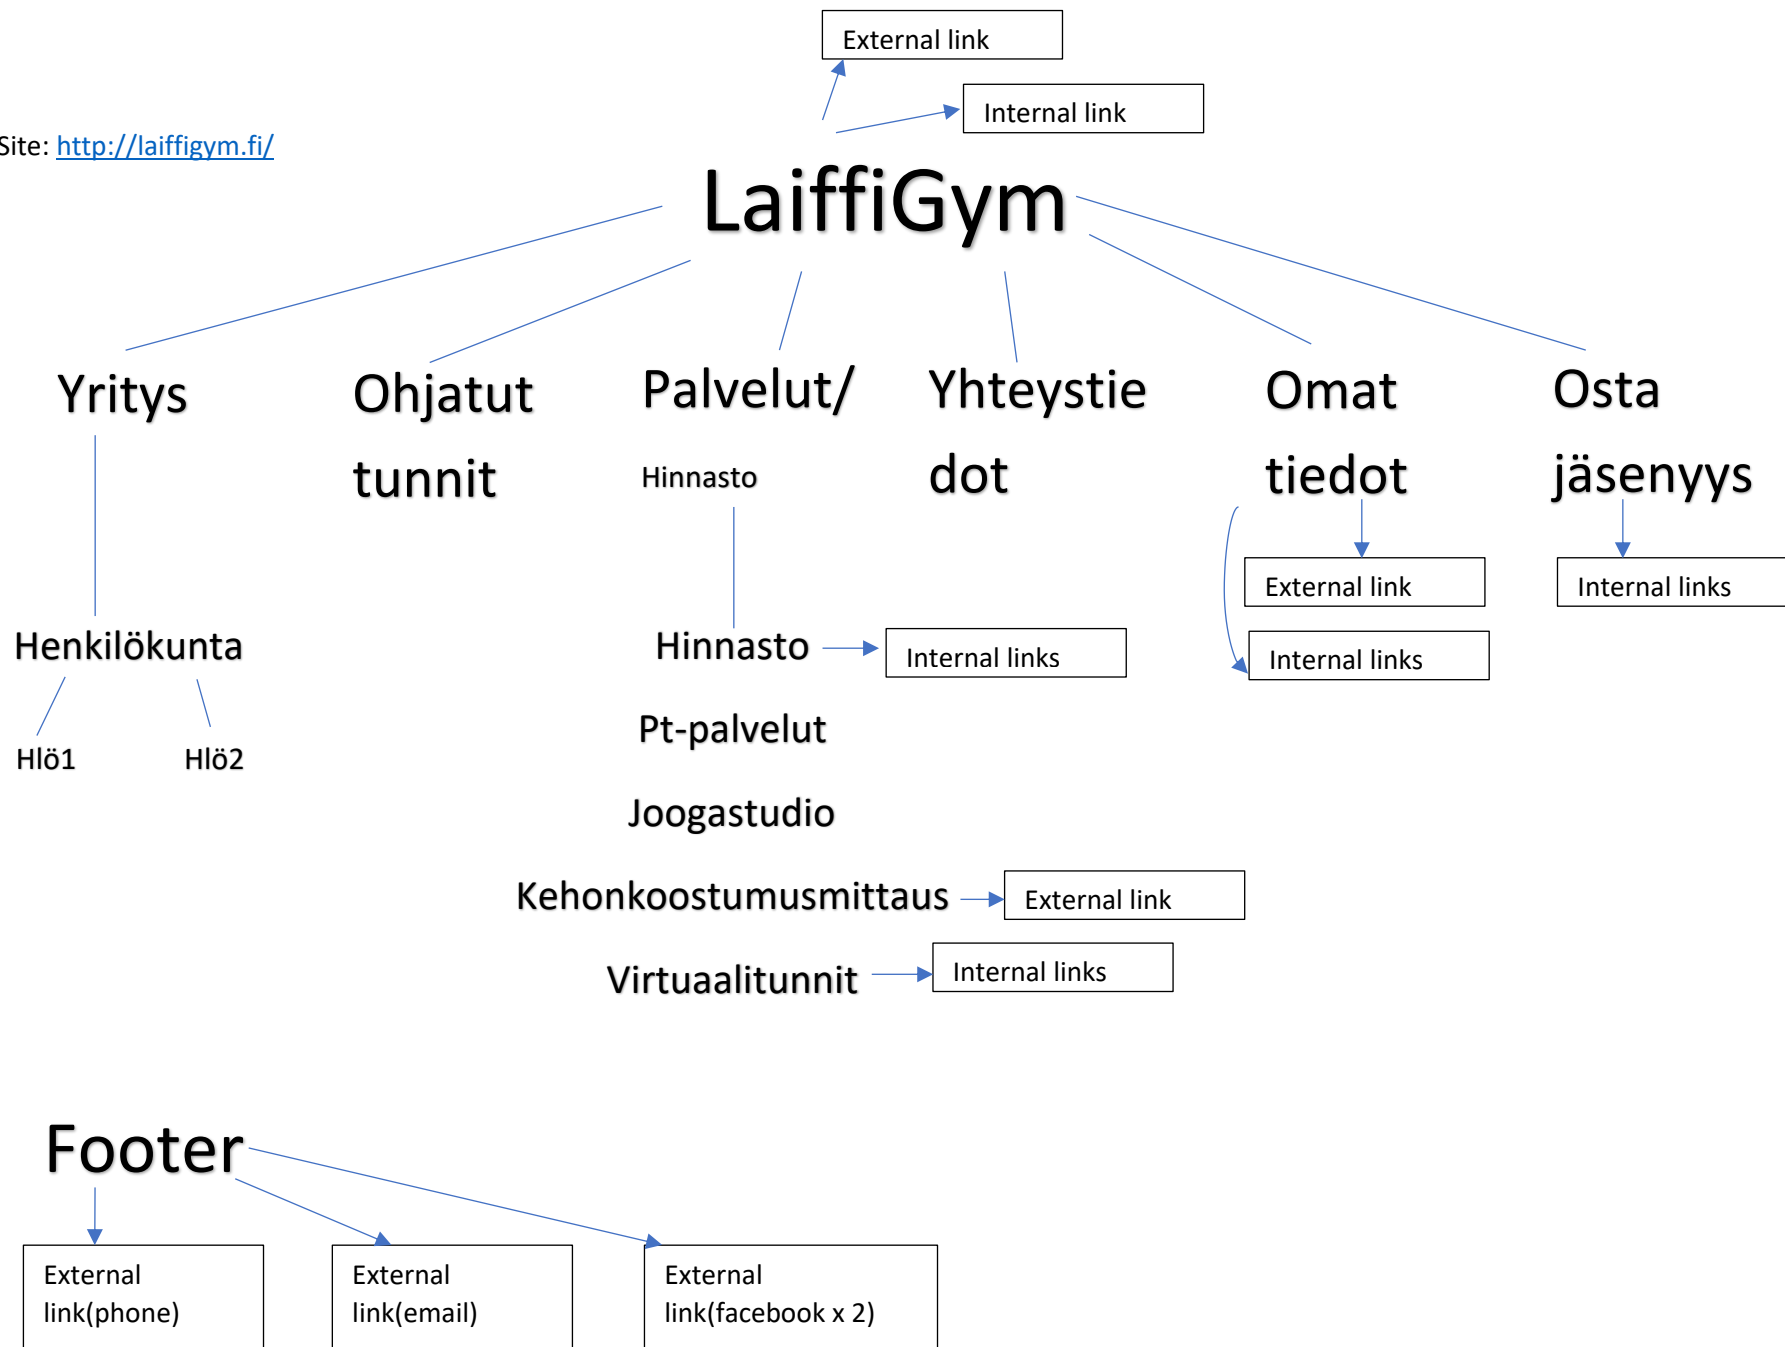 External link
Internal link
Site: http://laiffigym.fi/
LaiffiGym
Yritys
Ohjatut
tunnit
Palvelut/
Hinnasto
Yhteystie
dot
Omat
tiedot
Osta
jäsenyys
External link
Internal links
Internal links
Henkilökunta
Hlö1
Hlö2
Hinnasto
Internal links
Pt-palvelut
Joogastudio
Kehonkoostumusmittaus
External link
Virtuaalitunnit
Internal links
Footer
External
link(phone)
External
link(email)
External
link(facebook x 2)